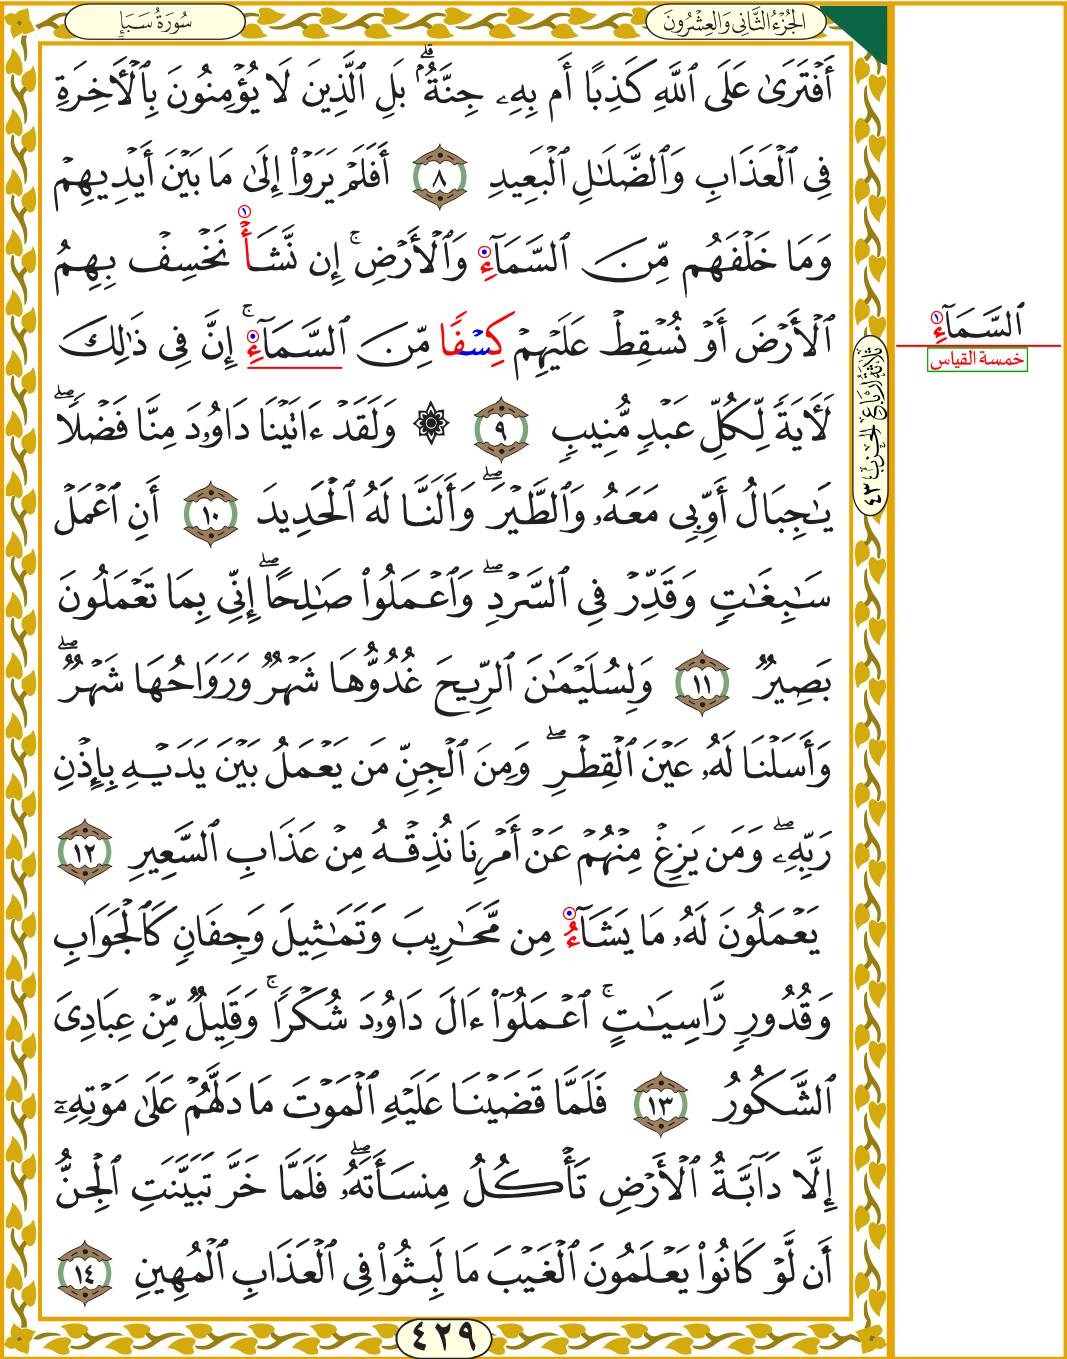 الجُزْءُ الثَّانِي وَالعِشْرُونَ
سُورَةُ سَبَإٍ
أَفۡتَرَىٰ عَلَى ٱللَّهِ كَذِبًا أَم بِهِۦ جِنَّةُۢۗ بَلِ ٱلَّذِينَ لَا يُؤۡمِنُونَ بِٱلۡأٓخِرَةِ
فِي ٱلۡعَذَابِ وَٱلضَّلَٰلِ ٱلۡبَعِيدِ ٨ أَفَلَمۡ يَرَوۡاْ إِلَىٰ مَا بَيۡنَ أَيۡدِيهِمۡ
وَمَا خَلۡفَهُم مِّنَ ٱلسَّمَآءِ وَٱلۡأَرۡضِۚ إِن نَّشَأۡ ١ نَخۡسِفۡ بِهِمُ
ٱلۡأَرۡضَ أَوۡ نُسۡقِطۡ عَلَيۡهِمۡ كِسۡفٗا مِّنَ ٱلسَّمَآءِۚ إِنَّ فِي ذَٰلِكَ
لَأٓيَةٗ لِّكُلِّ عَبۡدٖ مُّنِيبٖ ٩ ۞ وَلَقَدۡ ءَاتَيۡنَا دَاوُۥدَ مِنَّا فَضۡلٗاۖ
يَٰجِبَالُ أَوِّبِي مَعَهُۥ وَٱلطَّيۡرَۖ وَأَلَنَّا لَهُ ٱلۡحَدِيدَ ١٠ أَنِ ٱعۡمَلۡ
سَٰبِغَٰتٖ وَقَدِّرۡ فِي ٱلسَّرۡدِۖ وَٱعۡمَلُواْ صَٰلِحًاۖ إِنِّي بِمَا تَعۡمَلُونَ
بَصِيرٞ ١١ وَلِسُلَيۡمَٰنَ ٱلرِّيحَ غُدُوُّهَا شَهۡرٞ وَرَوَاحُهَا شَهۡرٞۖ
وَأَسَلۡنَا لَهُۥ عَيۡنَ ٱلۡقِطۡرِۖ وَمِنَ ٱلۡجِنِّ مَن يَعۡمَلُ بَيۡنَ يَدَيۡهِ بِإِذۡنِ
رَبِّهِۦۖ وَمَن يَزِغۡ مِنۡهُمۡ عَنۡ أَمۡرِنَا نُذِقۡهُ مِنۡ عَذَابِ ٱلسَّعِيرِ ١٢
يَعۡمَلُونَ لَهُۥ مَا يَشَآءُ مِن مَّحَٰرِيبَ وَتَمَٰثِيلَ وَجِفَانٖ كَٱلۡجَوَابِ
وَقُدُورٖ رَّاسِيَٰتٍۚ ٱعۡمَلُوٓاْ ءَالَ دَاوُۥدَ شُكۡرٗاۚ وَقَلِيلٞ مِّنۡ عِبَادِيَ
ٱلشَّكُورُ ١٣ فَلَمَّا قَضَيۡنَا عَلَيۡهِ ٱلۡمَوۡتَ مَا دَلَّهُمۡ عَلَىٰ مَوۡتِهِۦٓ
إِلَّا دَآبَّةُ ٱلۡأَرۡضِ تَأۡكُلُ مِنسَأَتَهُۥۖ فَلَمَّا خَرَّ تَبَيَّنَتِ ٱلۡجِنُّ
أَن لَّوۡ كَانُواْ يَعۡلَمُونَ ٱلۡغَيۡبَ مَا لَبِثُواْ فِي ٱلۡعَذَابِ ٱلۡمُهِينِ ١٤
٤٢٩
ٱلسَّمَآءِ ١
خمسة القياس
ثلاثة أرباع الحزب ٤٣